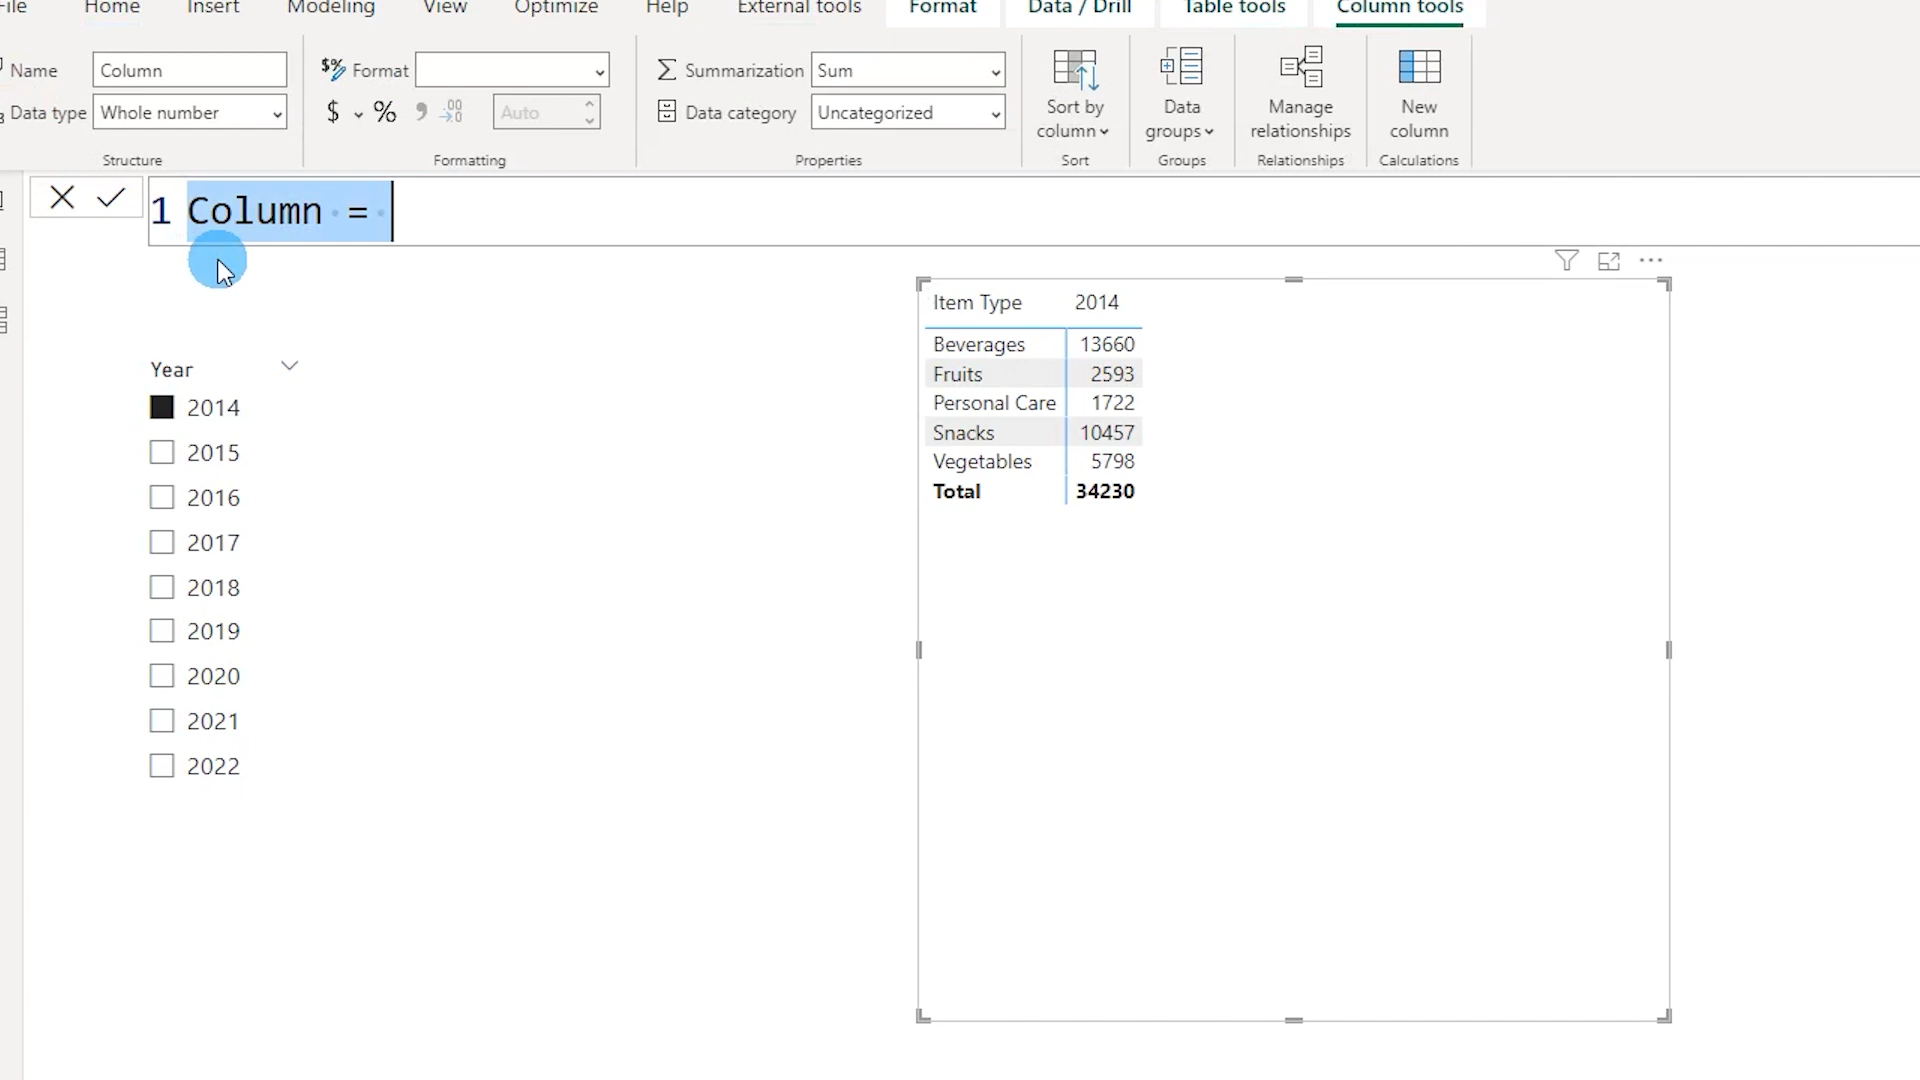 File Home Insert Modeling View Optimize Help External tools Format Data / Drill Table tools Column tools
Name Column
Data type Whole number
Structure
$% Format
$ % , .00 →.0 Auto
Formatting
Summarization Sum
Data category Uncategorized
Properties
Sort by
column
Sort
Data
groups
Groups
Manage
relationships
Relationships
New
column
Calculations
1 Column =
Year
2014
2015
2016
2017
2018
2019
2020
2021
2022
Item Type 2014
Beverages 13660
Fruits 2593
Personal Care 1722
Snacks 10457
Vegetables 5798
Total 34230